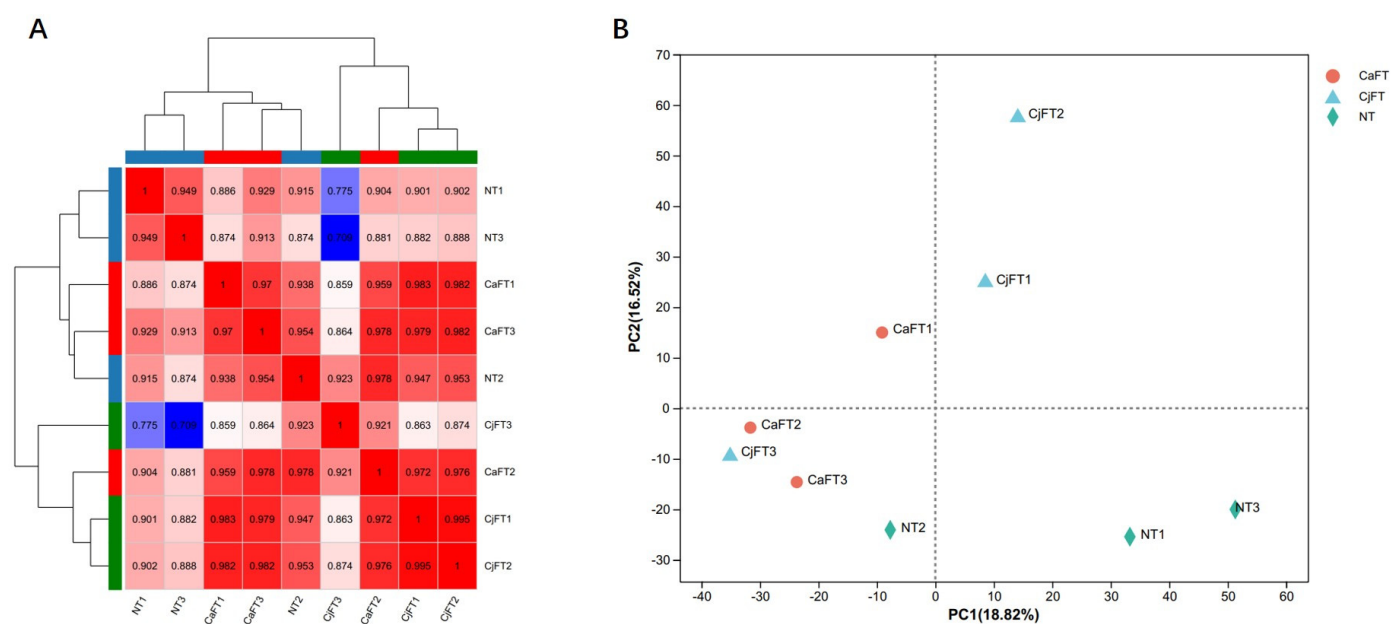 A
1 0.949 0.886 0.929 0.915 0.775 0.904 0.901 0.902 NT1
0.949 1 0.874 0.913 0.874 0.881 0.882 0.888 NT3
0.886 0.874 1 0.97 0.938 0.859 0.959 0.983 0.982 CaFT1
0.929 0.913 0.97 1 0.954 0.864 0.978 0.979 0.982 CaFT3
0.915 0.874 0.938 0.954 1 0.923 0.978 0.947 0.953 NT2
0.775 0.859 0.864 0.923 1 0.921 0.863 0.874 CjFT3
0.904 0.881 0.959 0.978 0.978 0.921 1 0.972 0.976 CaFT2
0.901 0.882 0.983 0.979 0.947 0.863 0.972 1 0.995 CjFT1
0.902 0.888 0.982 0.982 0.953 0.874 0.976 0.995 1 CjFT2
NT1 NT3 CaFT1 CaFT3 NT2 CjFT3 CaFT2 CjFT1 CjFT2
B
70
60
50
40
30
20
10
0
-10
-20
-30
PC2(16.52%)
CjFT2
CjFT1
CaFT1
CaFT2
CjFT3
CaFT3
NT2
NT1
NT3
-40 -30 -20 -10 0 10 20 30 40 50 60
PC1(18.82%)
CaFT
CjFT
NT